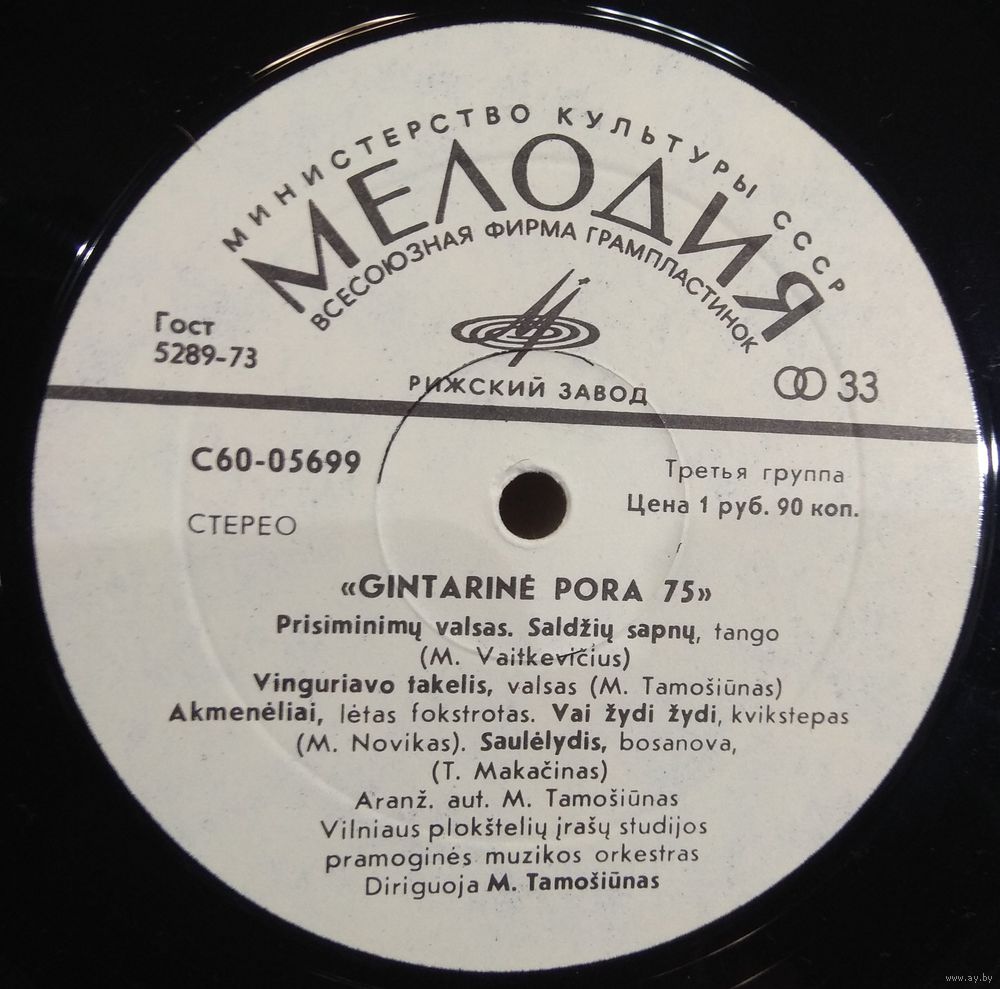 МИНИСТЕРСТВО КУЛЬТУРЫ СССР
МЕЛОДИЯ
ВСЕСОЮЗНАЯ ФИРМА ГРАМПЛАСТИНОК
Гост
5289-73
РИЖСКИЙ ЗАВОД
33
С60-05699
Третья группа
Цена 1 руб. 90 коп.
СТЕРЕО
«GINTARINĖ PORA 75»
Prisiminimų valsas. Saldžių sapnų, tango
(M. Vaitkevičius)
Vinguriavo takelis, valsas (M. Tamošiūnas)
Akmenėliai, lėtas fokstrotas. Vai žydi žydi, kvikstepas
(M. Novikas). Saulėlydis, bosanova,
(T. Makačinas)
Aranž. aut. M. Tamošiūnas
Vilniaus plokštelių įrašų studijos
pramoginės muzikos orkestras
Diriguoja M. Tamošiūnas
www.ay.by